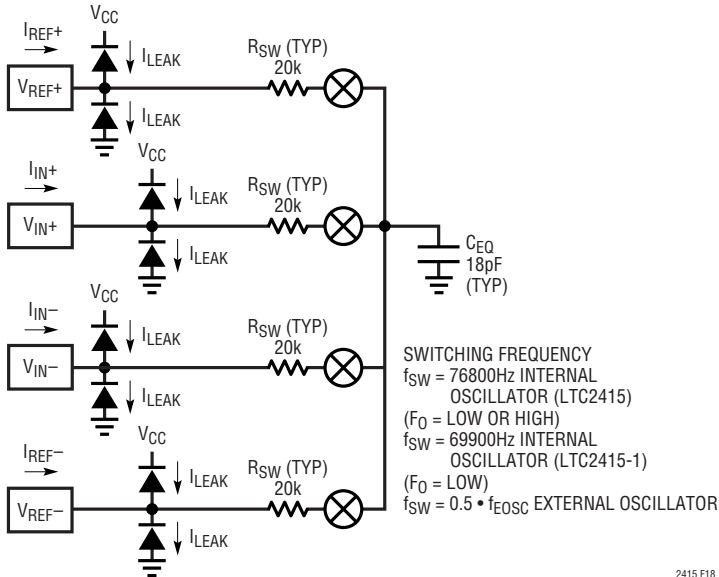 VCC
IREF+
ILEAK
RSW (TYP)
20k
VREF+
ILEAK
VCC
IIN+
ILEAK
RSW (TYP)
20k
VIN+
ILEAK
CEQ
18pF
(TYP)
VCC
IIN–
ILEAK
RSW (TYP)
20k
VIN–
ILEAK
VCC
IREF–
ILEAK
RSW (TYP)
20k
VREF–
ILEAK
SWITCHING FREQUENCY
fSW = 76800Hz INTERNAL
OSCILLATOR (LTC2415)
(FO = LOW OR HIGH)
fSW = 69900Hz INTERNAL
OSCILLATOR (LTC2415-1)
(FO = LOW)
fSW = 0.5 • fEOSC EXTERNAL OSCILLATOR
2415 F18